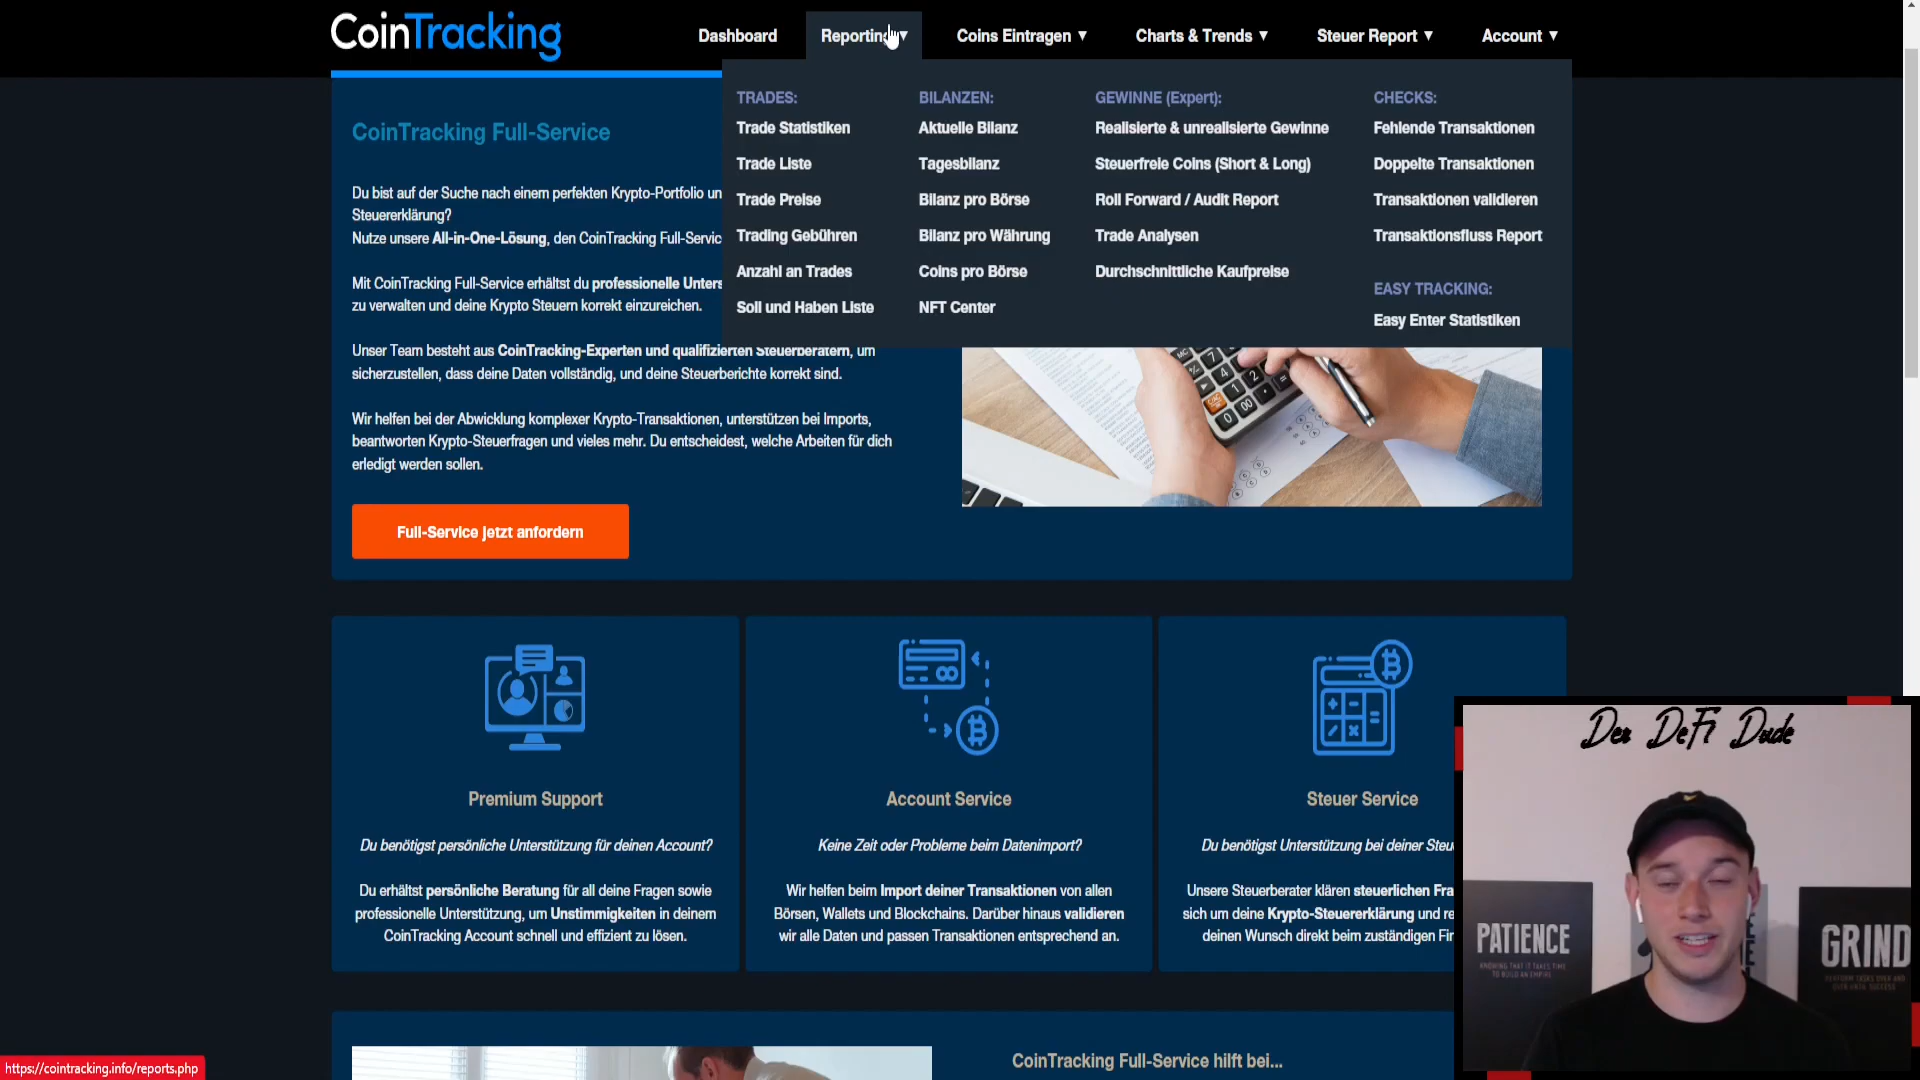 CoinTracking
Dashboard
Reporting ▼
Coins Eintragen ▼
Charts & Trends ▼
Steuer Report ▼
Account ▼
TRADES:
Trade Statistiken
Trade Liste
Trade Preise
Trading Gebühren
Anzahl an Trades
Soll und Haben Liste
BILANZEN:
Aktuelle Bilanz
Tagesbilanz
Bilanz pro Börse
Bilanz pro Währung
Coins pro Börse
NFT Center
GEWINNE (Expert):
Realisierte & unrealisierte Gewinne
Steuerfreie Coins (Short & Long)
Roll Forward / Audit Report
Trade Analysen
Durchschnittliche Kaufpreise
CHECKS:
Fehlende Transaktionen
Doppelte Transaktionen
Transaktionen validieren
Transaktionsfluss Report
EASY TRACKING:
Easy Enter Statistiken
CoinTracking Full-Service
Du bist auf der Suche nach einem perfekten Krypto-Portfolio un
Steuererklärung?
Nutze unsere All-in-One-Lösung, den CoinTracking Full-Servic
Mit CoinTracking Full-Service erhältst du professionelle Unters
zu verwalten und deine Krypto Steuern korrekt einzureichen.
Unser Team besteht aus CoinTracking-Experten und qualifizierten Steuerberatern, um
sicherzustellen, dass deine Daten vollständig, und deine Steuerberichte korrekt sind.
Wir helfen bei der Abwicklung komplexer Krypto-Transaktionen, unterstützen bei Imports,
beantworten Krypto-Steuerfragen und vieles mehr. Du entscheidest, welche Arbeiten für dich
erledigt werden sollen.
Full-Service jetzt anfordern
Premium Support
Du benötigst persönliche Unterstützung für deinen Account?
Du erhältst persönliche Beratung für all deine Fragen sowie
professionelle Unterstützung, um Unstimmigkeiten in deinem
CoinTracking Account schnell und effizient zu lösen.
Account Service
Keine Zeit oder Probleme beim Datenimport?
Wir helfen beim Import deiner Transaktionen von allen
Börsen, Wallets und Blockchains. Darüber hinaus validieren
wir alle Daten und passen Transaktionen entsprechend an.
Steuer Service
Du benötigst Unterstützung bei deiner Steu
Unsere Steuerberater klären steuerlichen Fra
sich um deine Krypto-Steuererklärung und re
deinen Wunsch direkt beim zuständigen Fir
Der DeFi Dude
PATIENCE
KNOWING THAT IT TAKES TIME
TO BUILD AN EMPIRE
GRIND
CoinTracking Full-Service hilft bei...
https://cointracking.info/reports.php